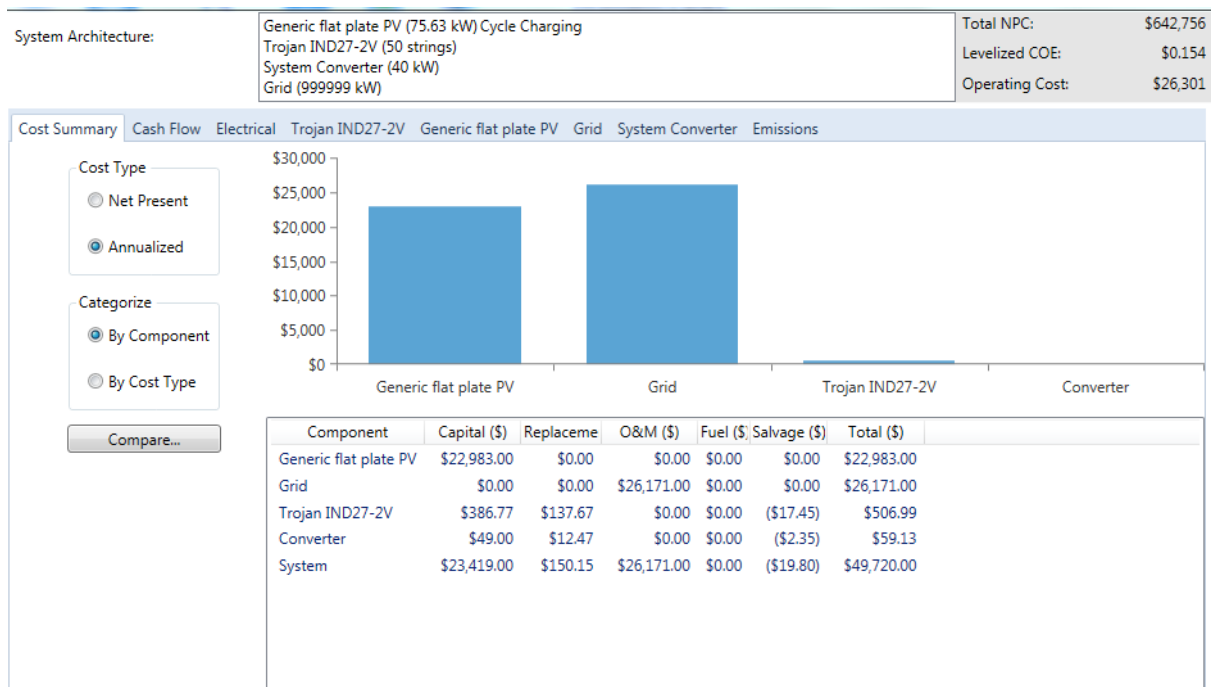 System Architecture:
Generic flat plate PV (75.63 kW) Cycle Charging
Trojan IND27-2V (50 strings)
System Converter (40 kW)
Grid (999999 kW)
Total NPC: $642,756
Levelized COE: $0.154
Operating Cost: $26,301
Cost Summary Cash Flow Electrical Trojan IND27-2V Generic flat plate PV Grid System Converter Emissions
Cost Type
Net Present
Annualized
Categorize
By Component
By Cost Type
Compare...
$30,000
$25,000
$20,000
$15,000
$10,000
$5,000
$0
Generic flat plate PV Grid Trojan IND27-2V Converter
Component Capital ($) Replaceme O&M ($) Fuel ($) Salvage ($) Total ($)
Generic flat plate PV $22,983.00 $0.00 $0.00 $0.00 $0.00 $22,983.00
Grid $0.00 $0.00 $26,171.00 $0.00 $0.00 $26,171.00
Trojan IND27-2V $386.77 $137.67 $0.00 $0.00 ($17.45) $506.99
Converter $49.00 $12.47 $0.00 $0.00 ($2.35) $59.13
System $23,419.00 $150.15 $26,171.00 $0.00 ($19.80) $49,720.00